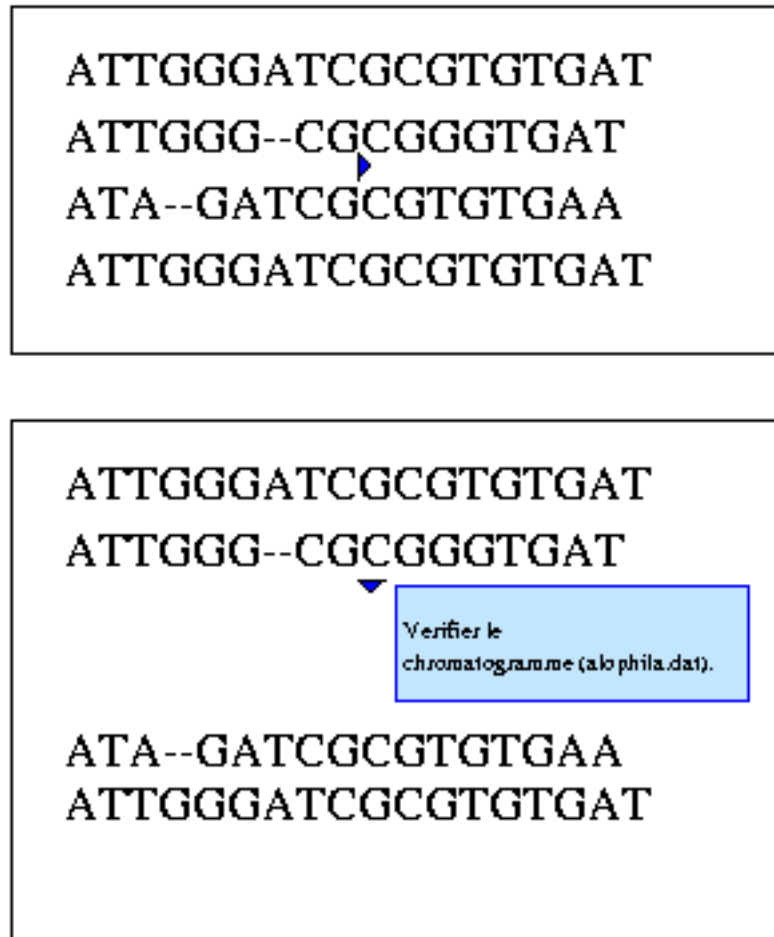 ATTGGGATCGCGTGTGAT
ATTGGG--CGCGGGTGAT
ATA--GATCGCGTGTGAA
ATTGGGATCGCGTGTGAT
ATTGGGATCGCGTGTGAT
ATTGGG--CGCGGGTGAT
Verifier le
chromatogramme (alophila.dat).
ATA--GATCGCGTGTGAA
ATTGGGATCGCGTGTGAT